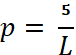 p = 5/L